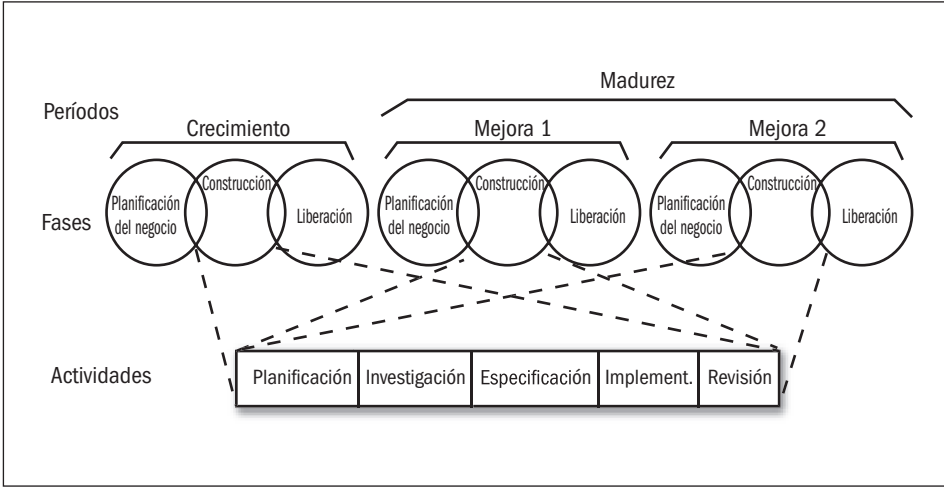 Madurez
Períodos
Crecimiento
Mejora 1
Mejora 2
Fases
Planificación
del negocio
Construcción
Liberación
Planificación
del negocio
Construcción
Liberación
Planificación
del negocio
Construcción
Liberación
Actividades
Planificación
Investigación
Especificación
Implement.
Revisión